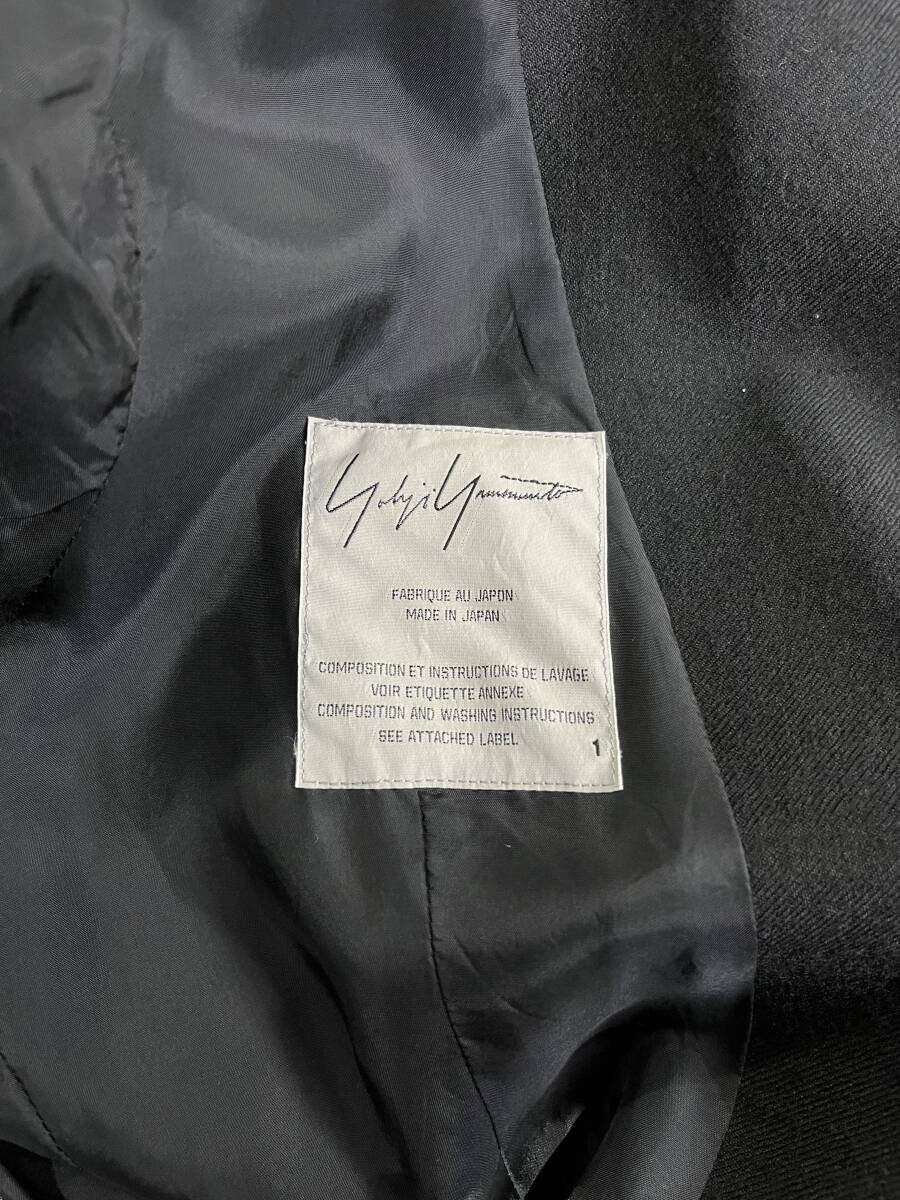 Yohji Yamamoto
FABRIQUE AU JAPON
MADE IN JAPAN
COMPOSITION ET INSTRUCTIONS DE LAVAGE
VOIR ETIQUETTE ANNEXE
COMPOSITION AND WASHING INSTRUCTIONS
SEE ATTACHED LABEL
1